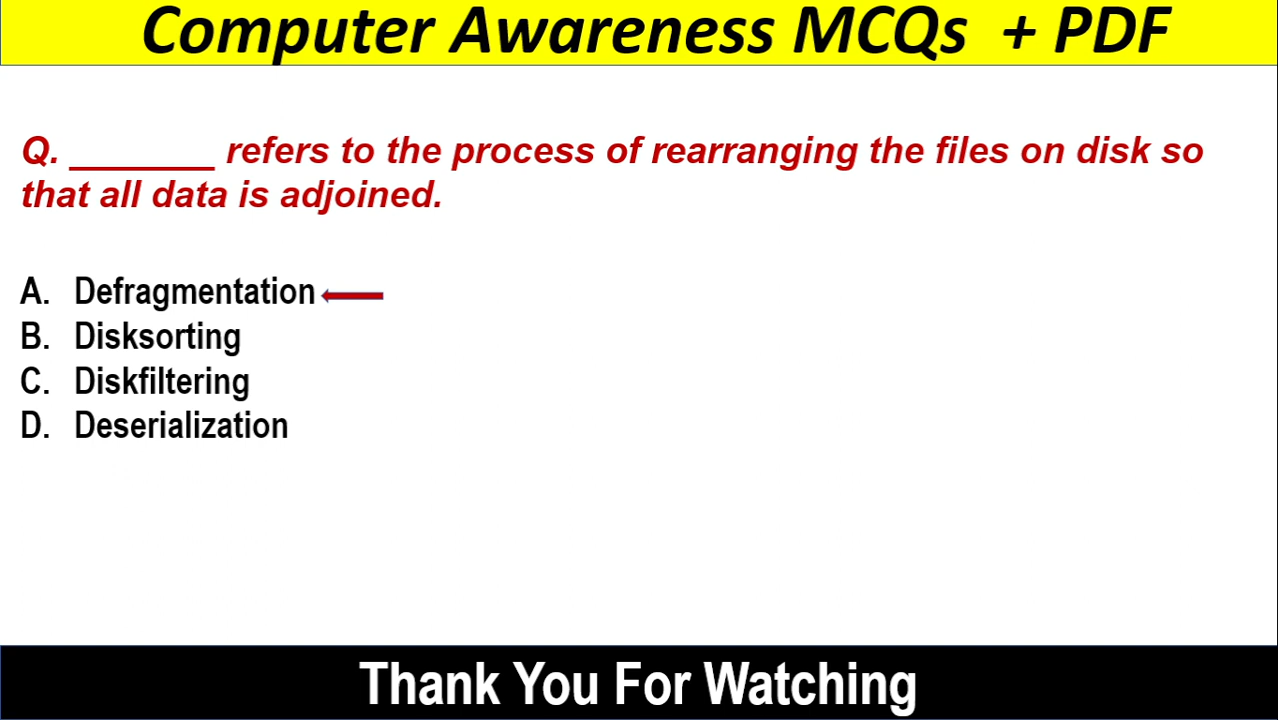 Computer Awareness MCQs + PDF
Q. _______ refers to the process of rearranging the files on disk so
that all data is adjoined.
A. Defragmentation
B. Disksorting
C. Diskfiltering
D. Deserialization
Thank You For Watching